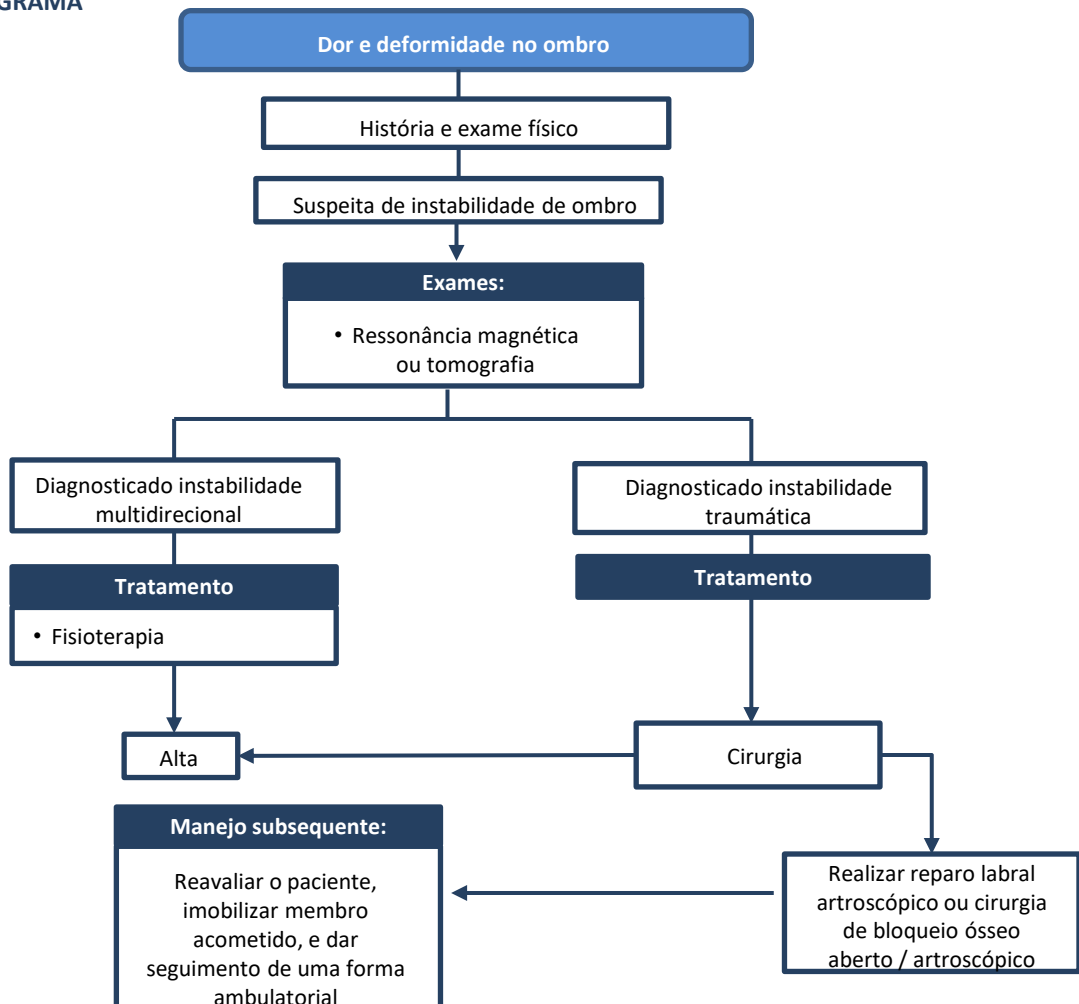 GRAMA
Dor e deformidade no ombro
História e exame físico
Suspeita de instabilidade de ombro
Exames:
• Ressonância magnética
ou tomografia
Diagnosticado instabilidade
multidirecional
Diagnosticado instabilidade
traumática
Tratamento
• Fisioterapia
Tratamento
Alta
Cirurgia
Manejo subsequente:
Reavaliar o paciente,
imobilizar membro
acometido, e dar
seguimento de uma forma
ambulatorial
Realizar reparo labral
artroscópico ou cirurgia
de bloqueio ósseo
aberto / artroscópico